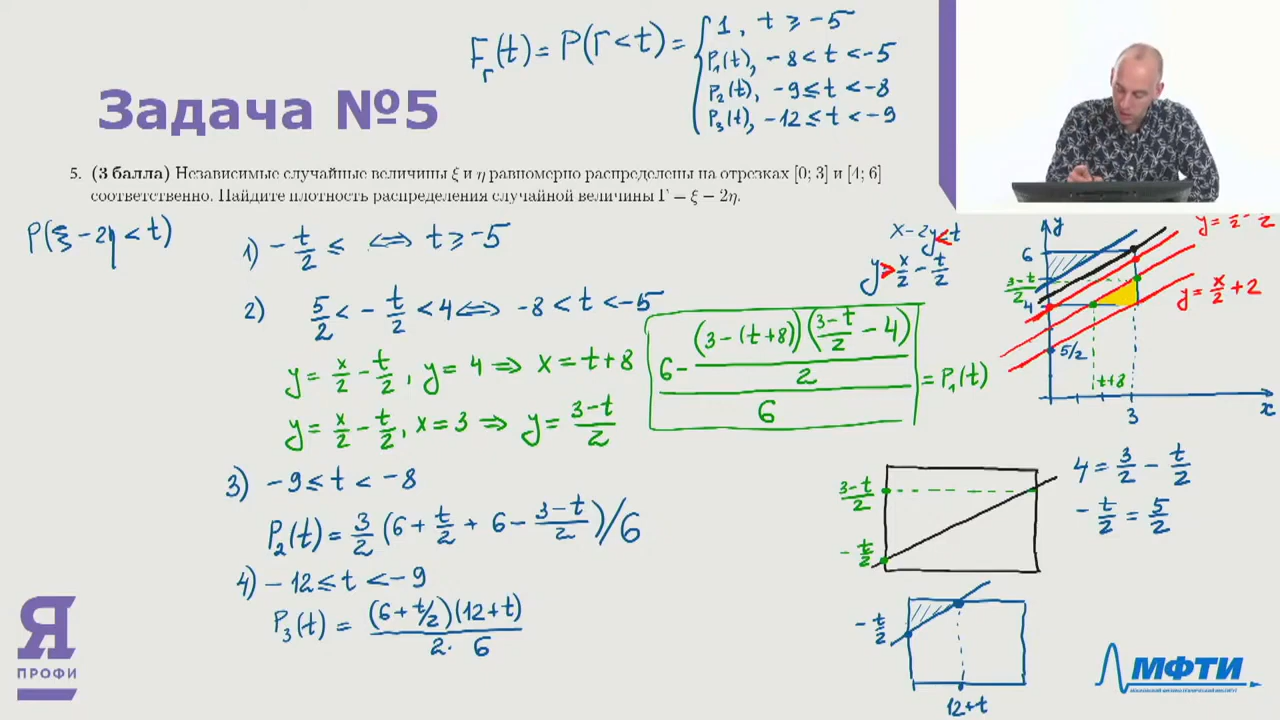 F_Γ(t) = P(Γ < t) = { 1, t ≥ -5
P₁(t), -8 < t < -5
P₂(t), -9 ≤ t < -8
P₃(t), -12 ≤ t < -9
Задача №5
5. (3 балла) Независимые случайные величины ξ и η равномерно распределены на отрезках [0; 3] и [4; 6]
соответственно. Найдите плотность распределения случайной величины Γ = ξ − 2η.
P(ξ - 2η < t)
1) -t/2 ≤ ⟺ t ≥ -5
2) 5/2 < -t/2 < 4 ⟺ -8 < t < -5
y = x/2 - t/2, y = 4 ⟹ x = t+8
y = x/2 - t/2, x = 3 ⟹ y = (3-t)/2
(6 - ((3-(t+8))((3-t)/2 - 4))/2)/6 = P₁(t)
3) -9 ≤ t < -8
P₂(t) = 3/2 (6 + t/2 + 6 - (3-t)/2)/6
4) -12 ≤ t < -9
P₃(t) = ((6 + t/2)(12+t))/(2·6)
x - 2y < t
y > x/2 - t/2
y
6
(3-t)/2
4
5/2
t+8
3
x
y = x/2 + 2
4 = 3/2 - t/2
-t/2 = 5/2
(3-t)/2
-t/2
-t/2
12+t
Я
ПРОФИ
МФТИ